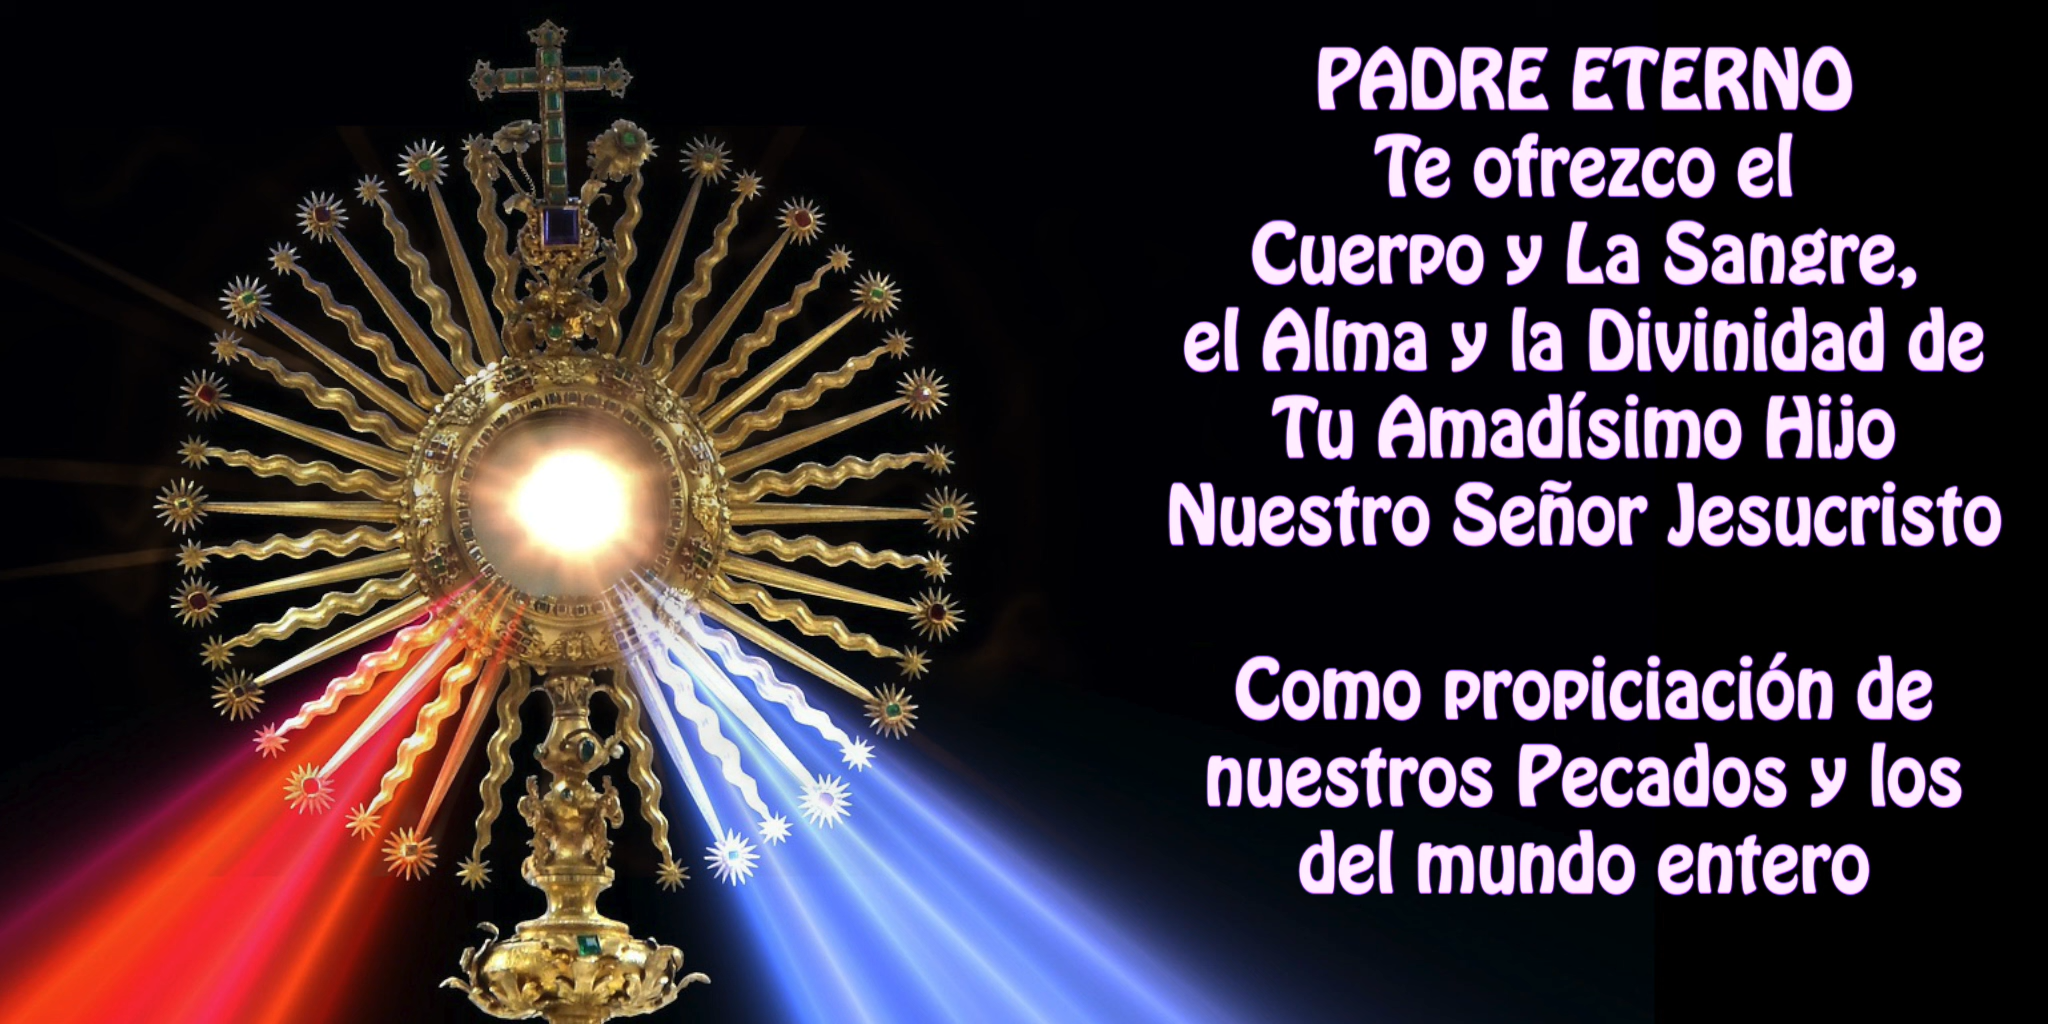 PADRE ETERNO
Te ofrezco el
Cuerpo y La Sangre,
el Alma y la Divinidad de
Tu Amadísimo Hijo
Nuestro Señor Jesucristo
Como propiciación de
nuestros Pecados y los
del mundo entero